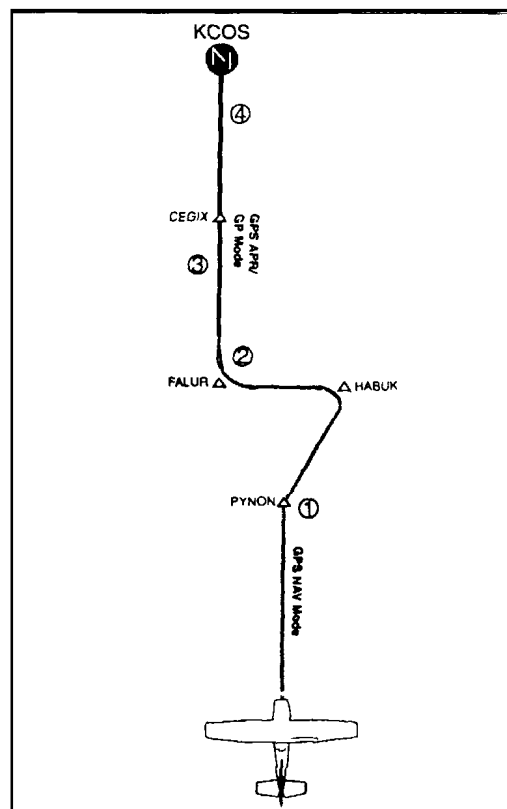 KCOS
④
CEGIX
GPS APR/
GP Mode
③
②
FALUR
HABUK
PYNON
①
GPS NAV Mode